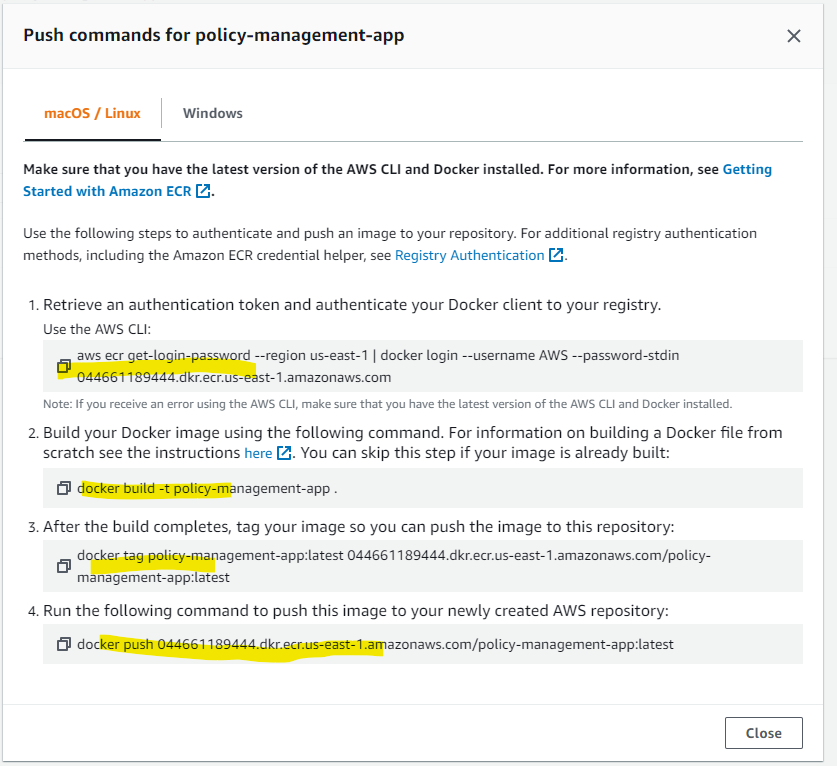 Push commands for policy-management-app
macOS / Linux
Windows
Make sure that you have the latest version of the AWS CLI and Docker installed. For more information, see Getting
Started with Amazon ECR.
Use the following steps to authenticate and push an image to your repository. For additional registry authentication
methods, including the Amazon ECR credential helper, see Registry Authentication.
1. Retrieve an authentication token and authenticate your Docker client to your registry.
Use the AWS CLI:
aws ecr get-login-password --region us-east-1 | docker login --username AWS --password-stdin
044661189444.dkr.ecr.us-east-1.amazonaws.com
Note: If you receive an error using the AWS CLI, make sure that you have the latest version of the AWS CLI and Docker installed.
2. Build your Docker image using the following command. For information on building a Docker file from
scratch see the instructions here. You can skip this step if your image is already built:
docker build -t policy-management-app .
3. After the build completes, tag your image so you can push the image to this repository:
docker tag policy-management-app:latest 044661189444.dkr.ecr.us-east-1.amazonaws.com/policy-
management-app:latest
4. Run the following command to push this image to your newly created AWS repository:
docker push 044661189444.dkr.ecr.us-east-1.amazonaws.com/policy-management-app:latest
Close